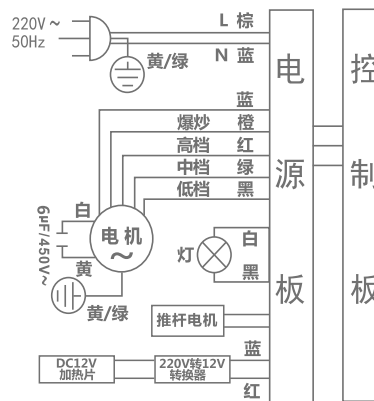 220V ~
50Hz
L 棕
N 蓝
黄/绿
蓝
爆炒 橙
高档 红
中档 绿
低档 黑
白
6μF/450V~
电 机
~
黄
黄/绿
灯
白
黑
推杆电机
DC12V
加热片
220V转12V
转换器
蓝
红
电
源
板
控
制
板